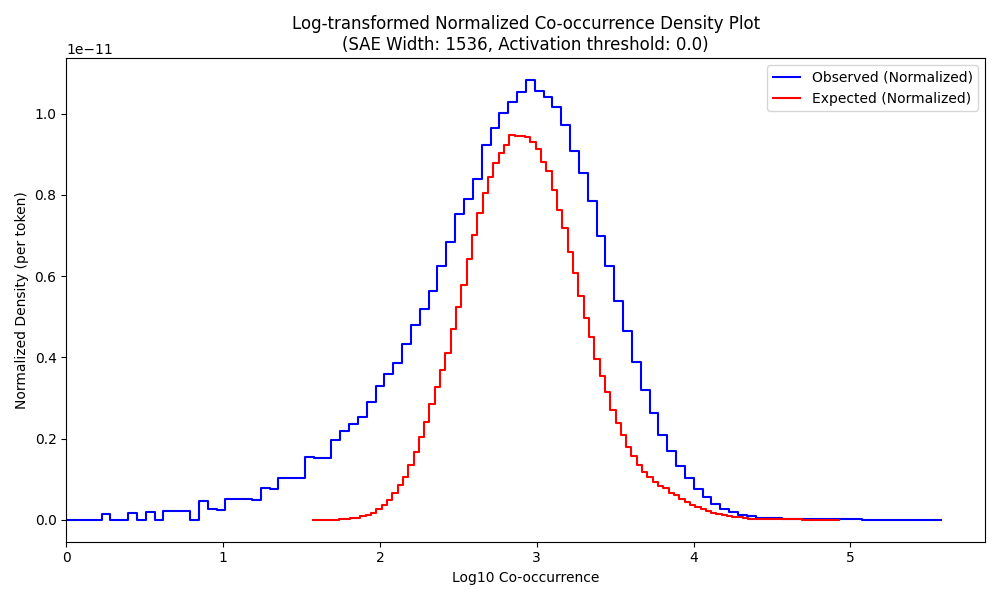 Log-transformed Normalized Co-occurrence Density Plot
(SAE Width: 1536, Activation threshold: 0.0)
1e−11
Observed (Normalized)
Expected (Normalized)
Normalized Density (per token)
1.0
0.8
0.6
0.4
0.2
0.0
0 1 2 3 4 5
Log10 Co-occurrence